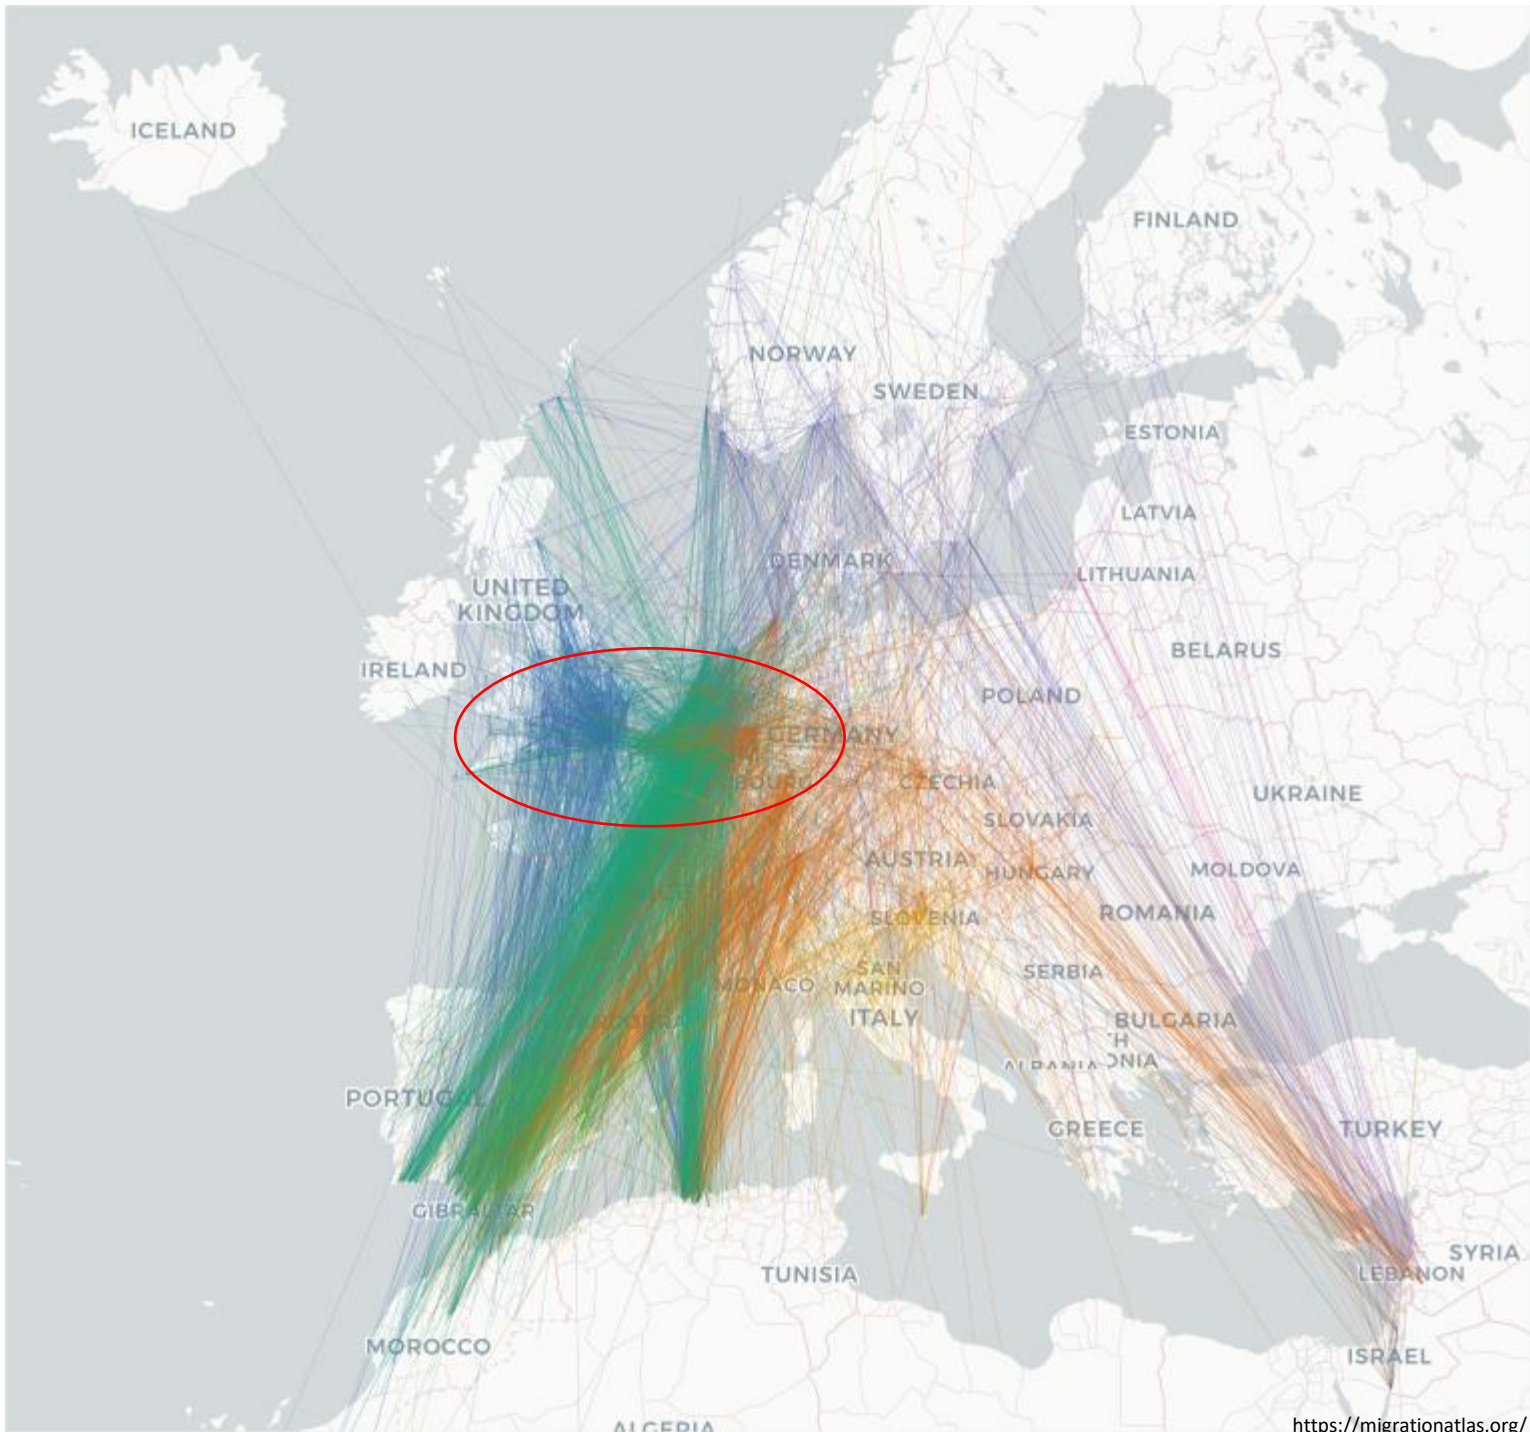 ICELAND
FINLAND
NORWAY
SWEDEN
ESTONIA
LATVIA
DENMARK
LITHUANIA
UNITED
KINGDOM
BELARUS
IRELAND
POLAND
GERMANY
CZECHIA
UKRAINE
SLOVAKIA
AUSTRIA
HUNGARY
MOLDOVA
ROMANIA
SLOVENIA
SAN
MARINO
SERBIA
MONACO
ITALY
BULGARIA
H
ONIA
ALBANIA
PORTUGAL
GREECE
TURKEY
GIBRALTAR
SYRIA
TUNISIA
LEBANON
MOROCCO
ISRAEL
ALGERIA
https://migrationatlas.org/